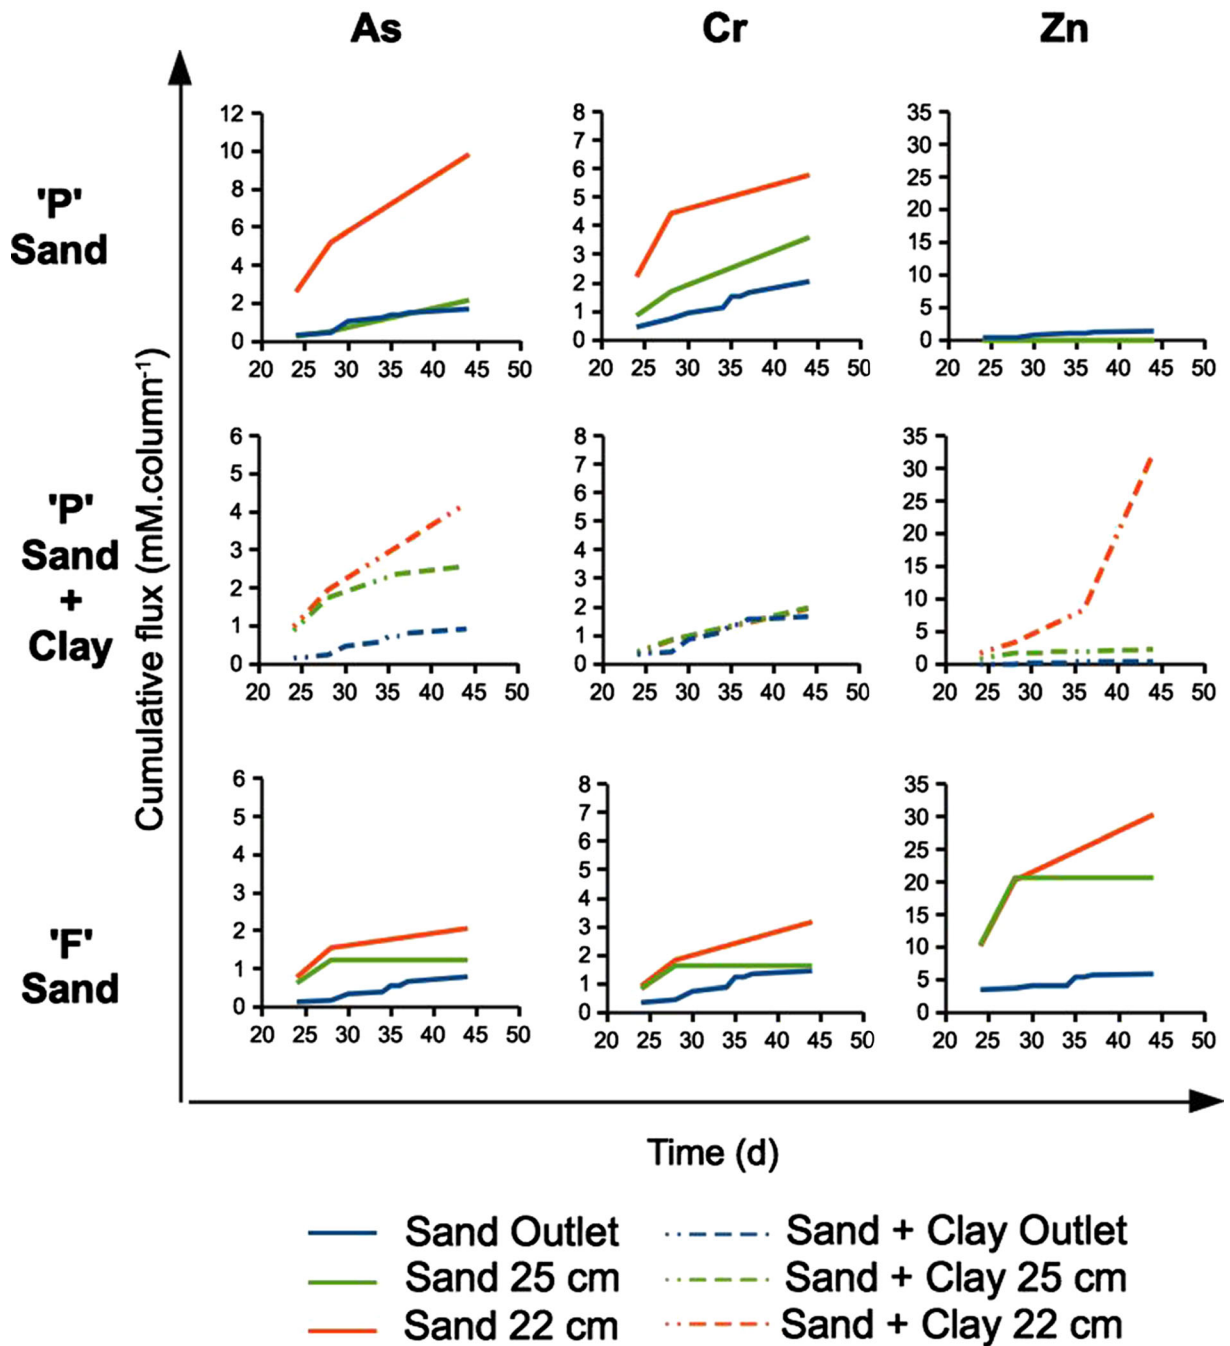 As Cr Zn
'P'
Sand
12
10
8
6
4
2
0
20 25 30 35 40 45 50
8
7
6
5
4
3
2
1
0
20 25 30 35 40 45 50
35
30
25
20
15
10
5
0
20 25 30 35 40 45 50
'P'
Sand
+
Clay
6
5
4
3
2
1
0
20 25 30 35 40 45 50
8
7
6
5
4
3
2
1
0
20 25 30 35 40 45 50
35
30
25
20
15
10
5
0
20 25 30 35 40 45 50
Cumulative flux (mM.column⁻¹)
'F'
Sand
6
5
4
3
2
1
0
20 25 30 35 40 45 50
8
7
6
5
4
3
2
1
0
20 25 30 35 40 45 50
35
30
25
20
15
10
5
0
20 25 30 35 40 45 50
Time (d)
Sand Outlet
Sand 25 cm
Sand 22 cm
Sand + Clay Outlet
Sand + Clay 25 cm
Sand + Clay 22 cm